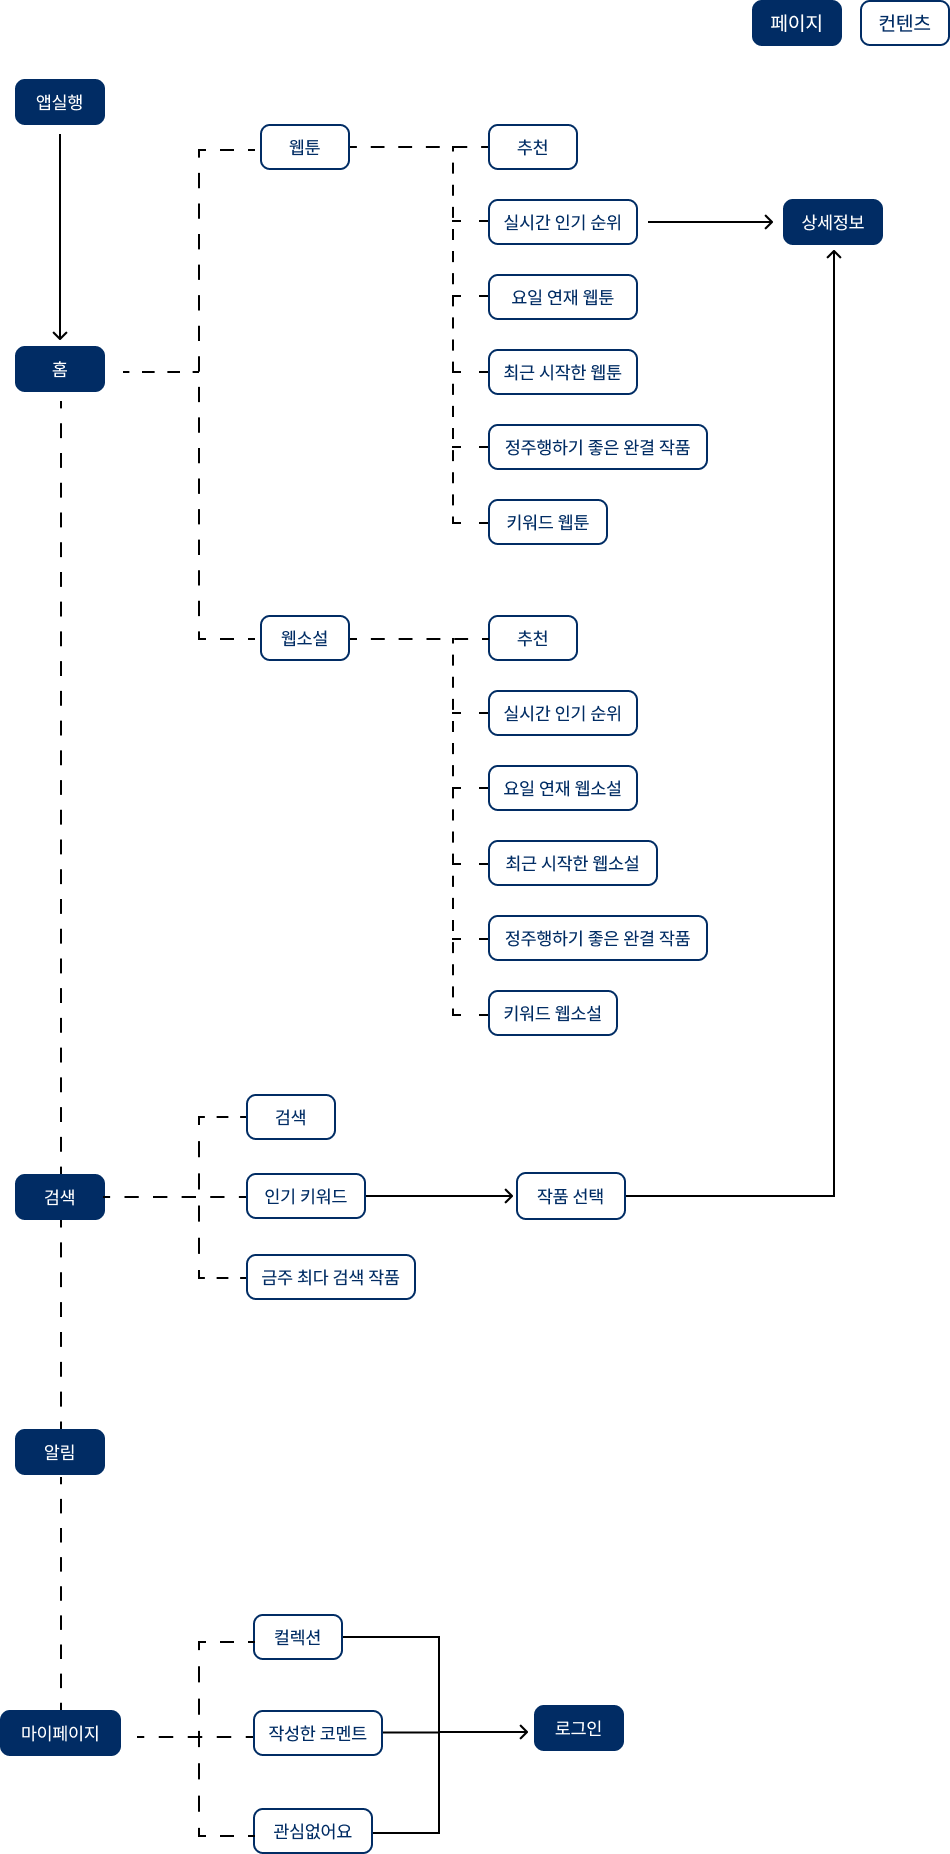 페이지
컨텐츠
앱실행
홈
웹툰
추천
실시간 인기 순위
상세정보
요일 연재 웹툰
최근 시작한 웹툰
정주행하기 좋은 완결 작품
키워드 웹툰
웹소설
추천
실시간 인기 순위
요일 연재 웹소설
최근 시작한 웹소설
정주행하기 좋은 완결 작품
키워드 웹소설
검색
검색
인기 키워드
작품 선택
금주 최다 검색 작품
알림
마이페이지
컬렉션
작성한 코멘트
관심없어요
로그인